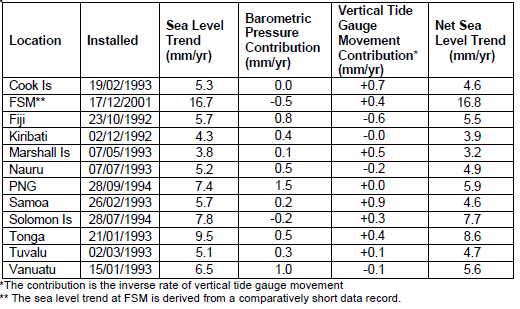 Location Installed Sea Level Trend (mm/yr) Barometric Pressure Contribution (mm/yr) Vertical Tide Gauge Movement Contribution* (mm/yr) Net Sea Level Trend (mm/yr)
Cook Is 19/02/1993 5.3 0.0 +0.7 4.6
FSM** 17/12/2001 16.7 -0.5 +0.4 16.8
Fiji 23/10/1992 5.7 0.8 -0.6 5.5
Kiribati 02/12/1992 4.3 0.4 -0.0 3.9
Marshall Is 07/05/1993 3.8 0.1 +0.5 3.2
Nauru 07/07/1993 5.2 0.5 -0.2 4.9
PNG 28/09/1994 7.4 1.5 +0.0 5.9
Samoa 26/02/1993 5.7 0.2 +0.9 4.6
Solomon Is 28/07/1994 7.8 -0.2 +0.3 7.7
Tonga 21/01/1993 9.5 0.5 +0.4 8.6
Tuvalu 02/03/1993 5.1 0.3 +0.1 4.7
Vanuatu 15/01/1993 6.5 1.0 -0.1 5.6
*The contribution is the inverse rate of vertical tide gauge movement
** The sea level trend at FSM is derived from a comparatively short data record.